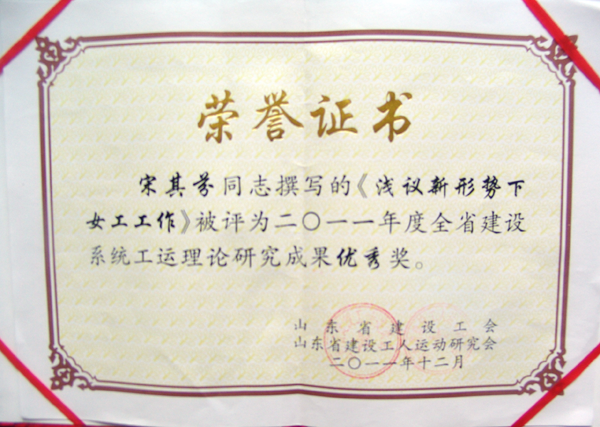 荣誉证书
宋其芬同志撰写的《浅议新形势下
女工工作》被评为二〇一一年度全省建设
系统工运理论研究成果优秀奖。
山东省建设工会
山东省建设工人运动研究会
二〇一一年十二月